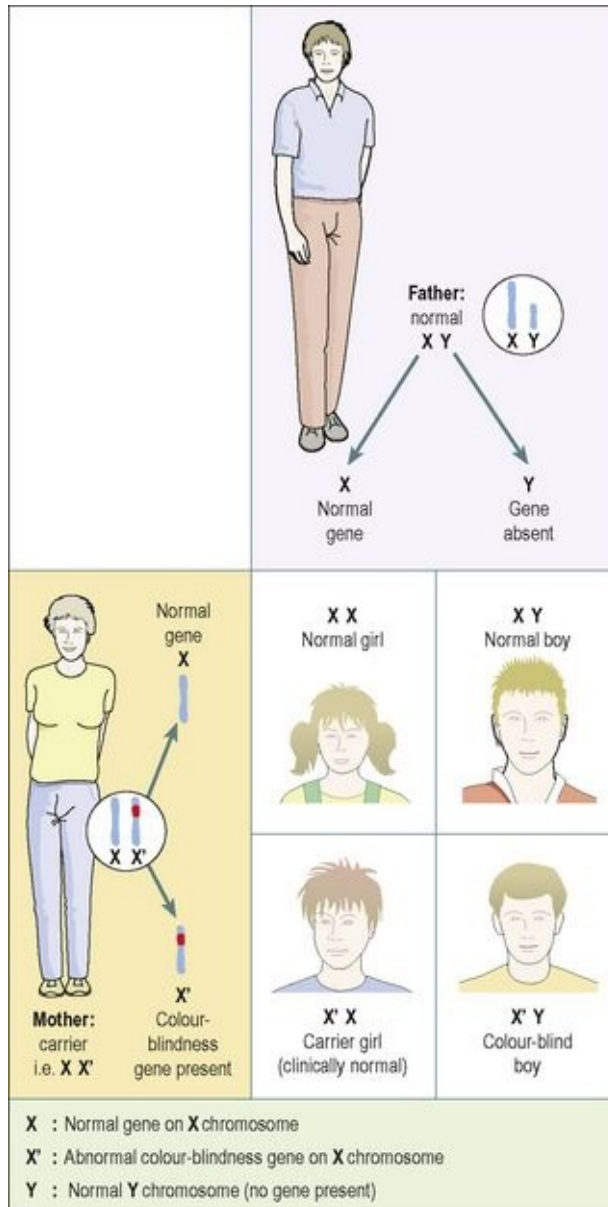 Father:
normal
X Y
X Y
X
Normal
gene
Y
Gene
absent
Normal
gene
X
X X'
X'
Colour-
blindness
gene present
Mother:
carrier
i.e. X X'
X X
Normal girl
X Y
Normal boy
X' X
Carrier girl
(clinically normal)
X' Y
Colour-blind
boy
X : Normal gene on X chromosome
X' : Abnormal colour-blindness gene on X chromosome
Y : Normal Y chromosome (no gene present)